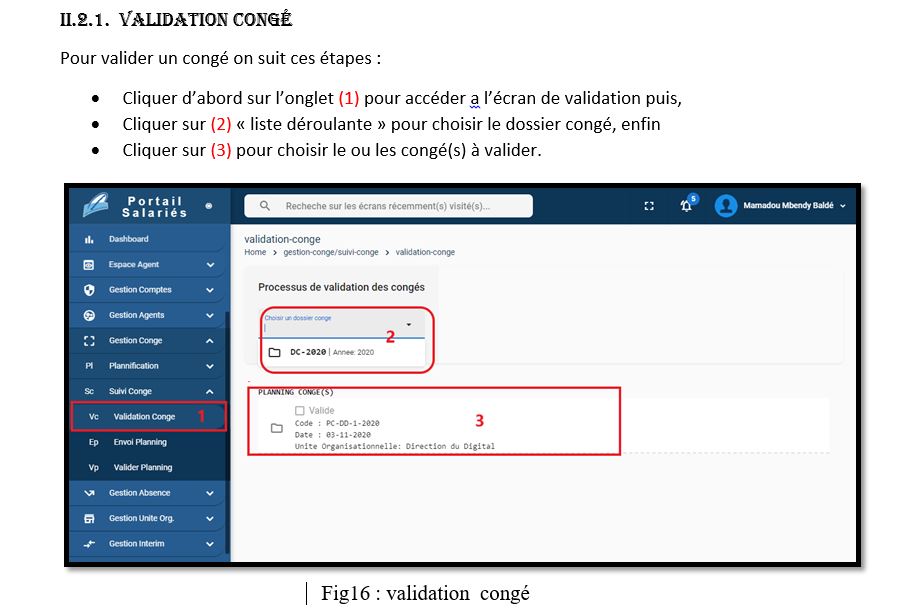 II.2.1. VALIDATION CONGÉ
Pour valider un congé on suit ces étapes :
• Cliquer d’abord sur l’onglet (1) pour accéder a l’écran de validation puis,
• Cliquer sur (2) « liste déroulante » pour choisir le dossier congé, enfin
• Cliquer sur (3) pour choisir le ou les congé(s) à valider.
Portail
Salariés
Recheche sur les écrans récemment(s) visité(s)...
5
Mamadou Mbendy Baldé
Dashboard
Espace Agent
Gestion Comptes
Gestion Agents
Gestion Conge
Pl Plannification
Sc Suivi Conge
Vc Validation Conge 1
Ep Envoi Planning
Vp Valider Planning
Gestion Absence
Gestion Unite Org.
Gestion Interim
validation-conge
Home > gestion-conge/suivi-conge > validation-conge
Processus de validation des congés
Choisir un dossier conge
2
DC-2020 | Annee: 2020
PLANNING CONGE(S)
Valide
3
Code : PC-DD-1-2020
Date : 03-11-2020
Unite Organisationnelle: Direction du Digital
Fig16 : validation congé